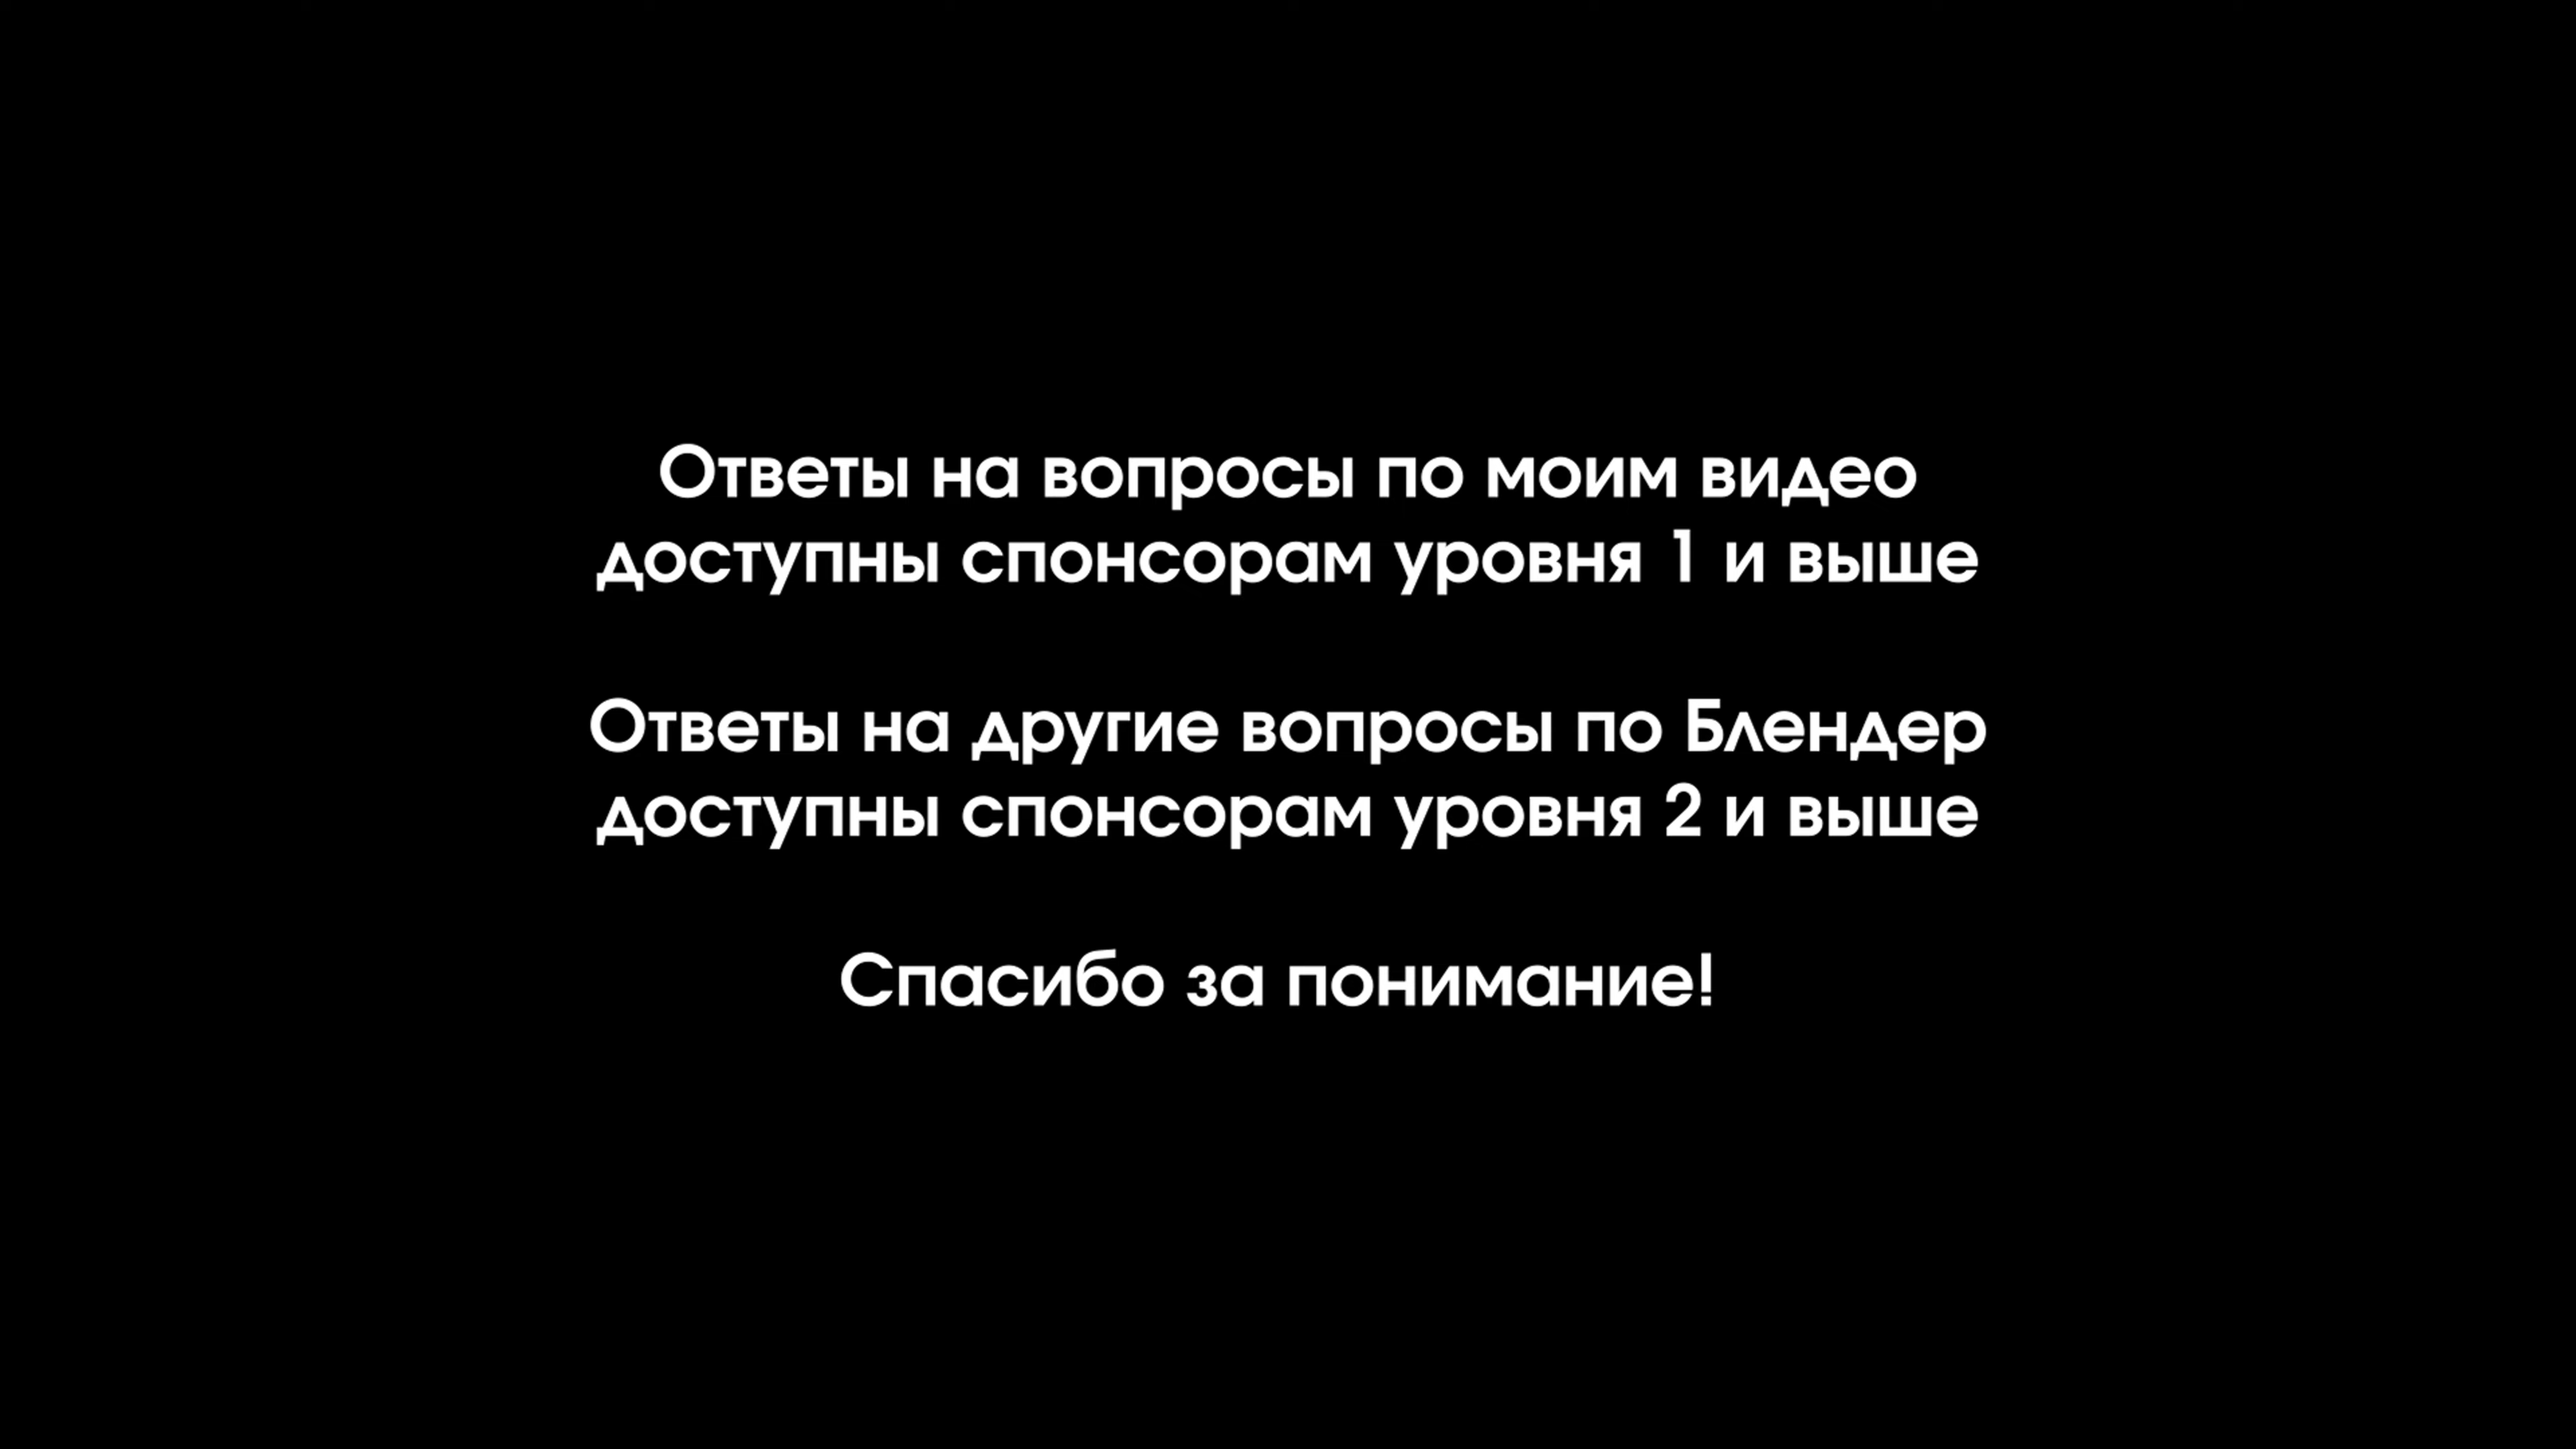 Ответы на вопросы по моим видео
доступны спонсорам уровня 1 и выше
Ответы на другие вопросы по Блендер
доступны спонсорам уровня 2 и выше
Спасибо за понимание!